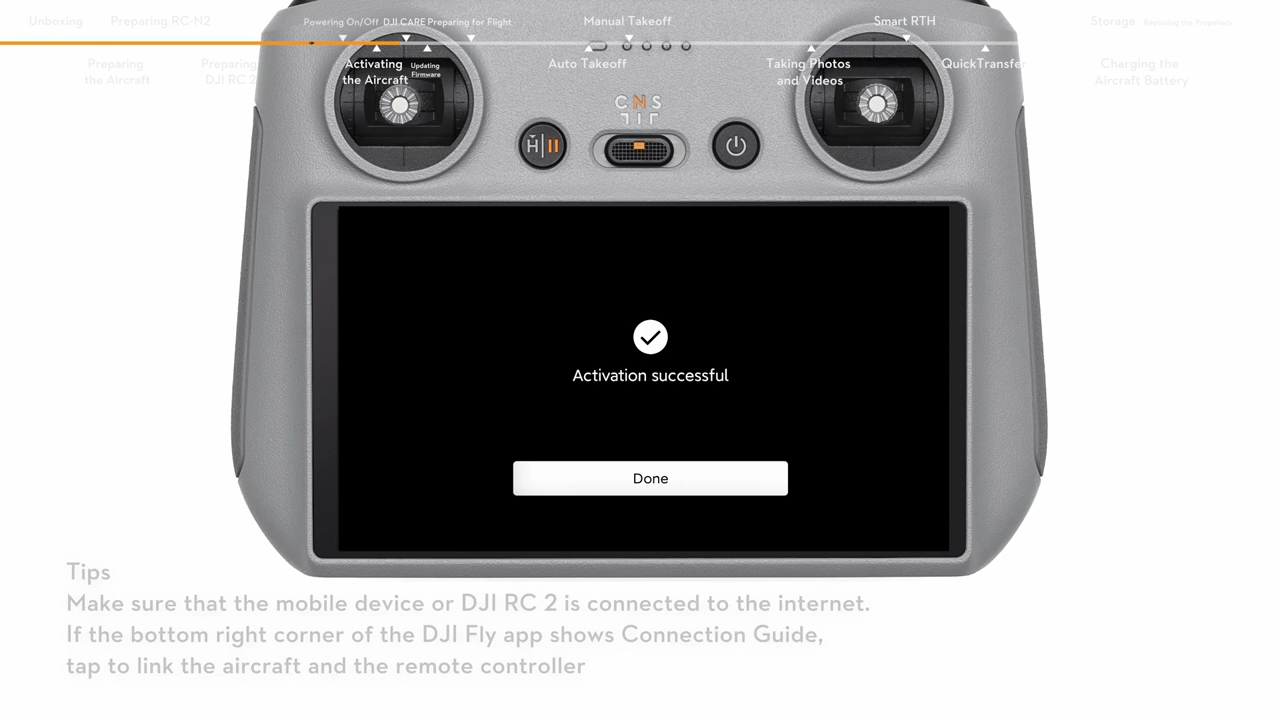 Unboxing
Preparing RC-N2
Powering On/Off
DJI CARE
Preparing for Flight
Manual Takeoff
Smart RTH
Storage
Replacing the Propellers
Preparing
the Aircraft
Preparing
DJI RC 2
Activating
the Aircraft
Updating
Firmware
Auto Takeoff
Taking Photos
and Videos
QuickTransfer
Charging the
Aircraft Battery
C N S
H
Activation successful
Done
Tips
Make sure that the mobile device or DJI RC 2 is connected to the internet.
If the bottom right corner of the DJI Fly app shows Connection Guide,
tap to link the aircraft and the remote controller